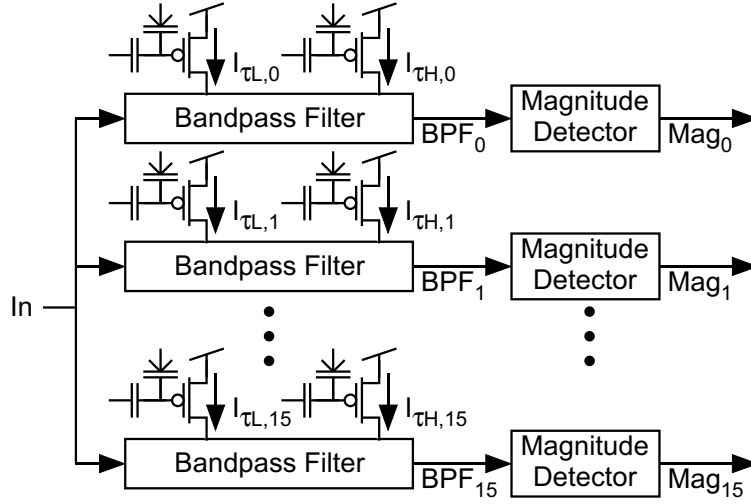 I_τL,0 I_τH,0
Bandpass Filter
BPF_0
Magnitude
Detector
Mag_0
I_τL,1 I_τH,1
Bandpass Filter
BPF_1
Magnitude
Detector
Mag_1
In
I_τL,15 I_τH,15
Bandpass Filter
BPF_15
Magnitude
Detector
Mag_15